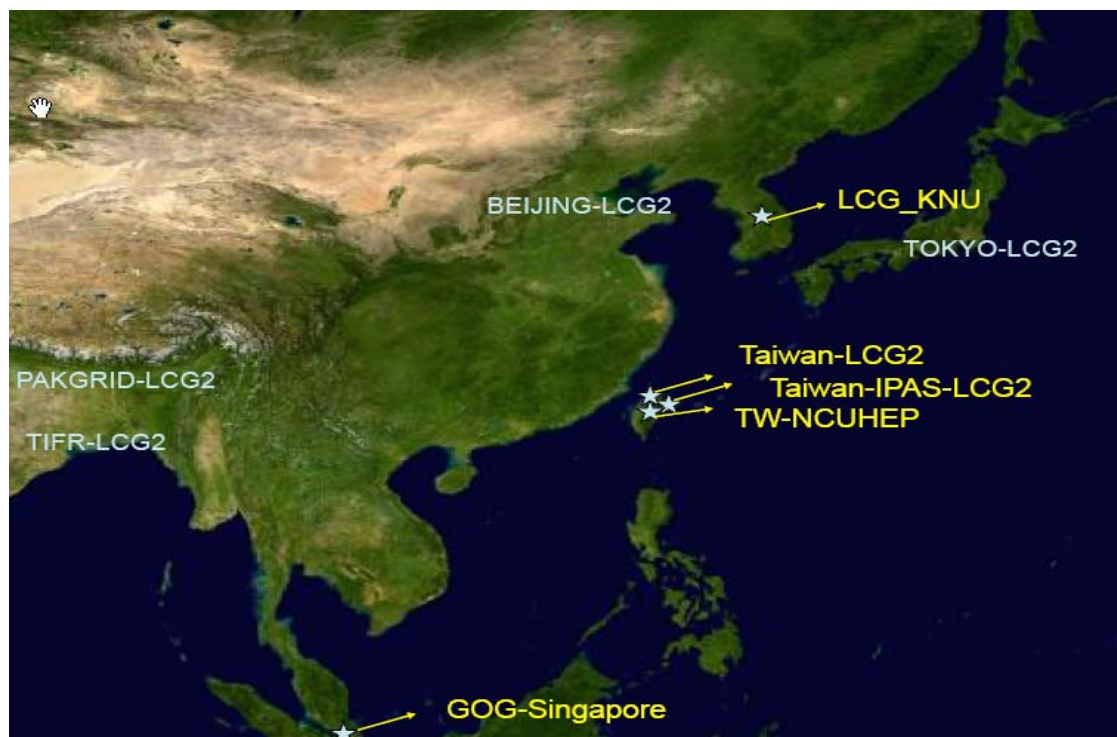 BEIJING-LCG2
LCG_KNU
TOKYO-LCG2
Taiwan-LCG2
PAKGRID-LCG2
Taiwan-IPAS-LCG2
TW-NCUHEP
TIFR-LCG2
GOG-Singapore